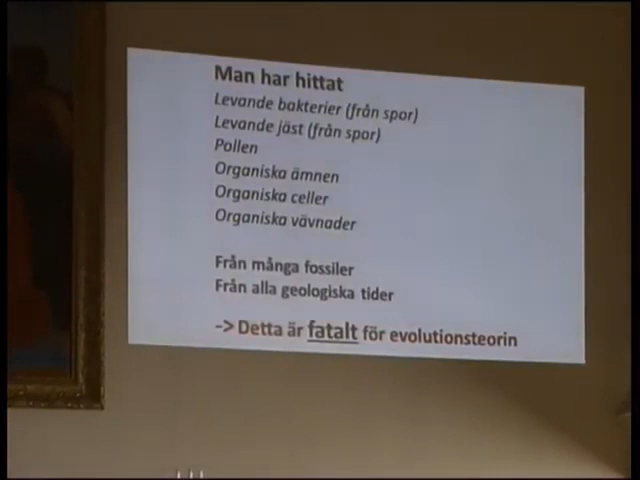 Man har hittat
Levande bakterier (från spor)
Levande jäst (från spor)
Pollen
Organiska ämnen
Organiska celler
Organiska vävnader
Från många fossiler
Från alla geologiska tider
-> Detta är fatalt för evolutionsteorin